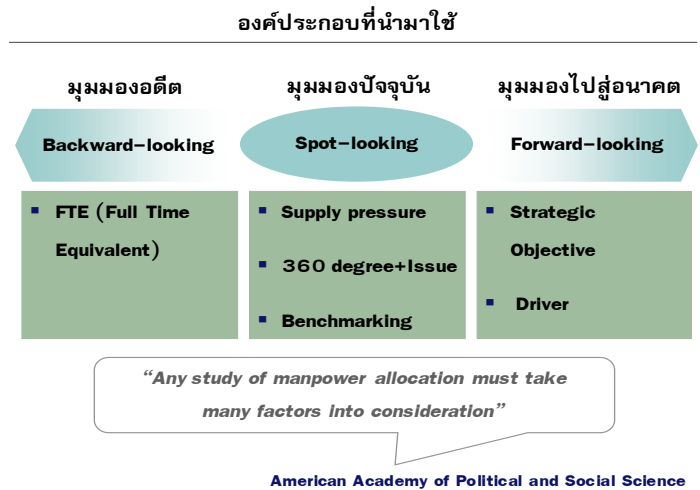 องค์ประกอบที่นำมาใช้
มุมมองอดีต
มุมมองปัจจุบัน
มุมมองไปสู่อนาคต
Backward-looking
Spot-looking
Forward-looking
▪ FTE (Full Time
Equivalent)
▪ Supply pressure
▪ 360 degree+Issue
▪ Benchmarking
▪ Strategic
Objective
▪ Driver
“Any study of manpower allocation must take
many factors into consideration”
American Academy of Political and Social Science